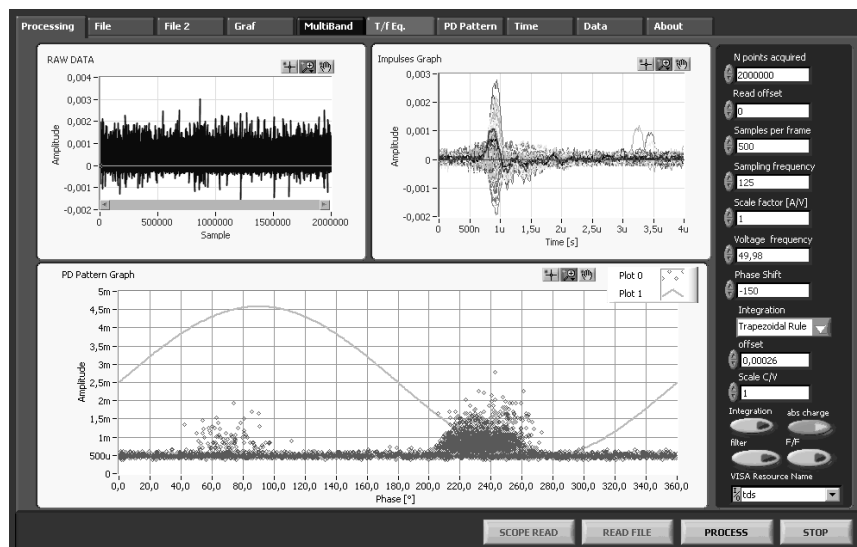 Processing File File 2 Graf MultiBand T/f Eq. PD Pattern Time Data About
RAW DATA
0,004
0,003
0,002
0,001
0
-0,001
-0,002
Amplitude
0 500000 1000000 1500000 2000000
Sample
Impulses Graph
0,003
0,002
0,001
0
-0,001
-0,002
Amplitude
0 500n 1u 1,5u 2u 2,5u 3u 3,5u 4u
Time [s]
PD Pattern Graph
Plot 0
Plot 1
5m
4,5m
4m
3,5m
3m
2,5m
2m
1,5m
1m
500u
0
Amplitude
0,0 20,0 40,0 60,0 80,0 100,0 120,0 140,0 160,0 180,0 200,0 220,0 240,0 260,0 280,0 300,0 320,0 340,0 360,0
Phase [°]
N points acquired
2000000
Read offset
0
Samples per frame
500
Sampling frequency
125
Scale factor [A/V]
1
Voltage frequency
49,98
Phase Shift
-150
Integration
Trapezoidal Rule
offset
0,00026
Scale C/V
1
Integration abs charge
filter F/F
VISA Resource Name
tds
SCOPE READ READ FILE PROCESS STOP